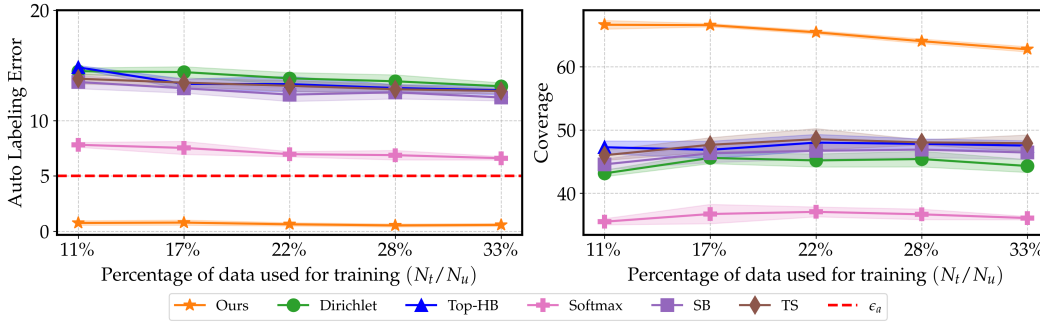 20
10
5
0
Auto Labeling Error
11% 17% 22% 28% 33%
Percentage of data used for training (N_t/N_u)
60
50
40
Coverage
11% 17% 22% 28% 33%
Percentage of data used for training (N_t/N_u)
Ours Dirichlet Top-HB Softmax SB TS ϵ_a